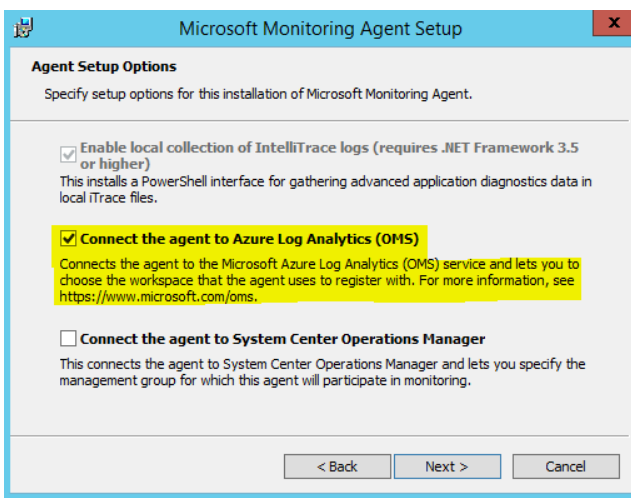 Microsoft Monitoring Agent Setup
x
Agent Setup Options
Specify setup options for this installation of Microsoft Monitoring Agent.
Enable local collection of IntelliTrace logs (requires .NET Framework 3.5
or higher)
This installs a PowerShell interface for gathering advanced application diagnostics data in
local iTrace files.
Connect the agent to Azure Log Analytics (OMS)
Connects the agent to the Microsoft Azure Log Analytics (OMS) service and lets you to
choose the workspace that the agent uses to register with. For more information, see
https://www.microsoft.com/oms.
Connect the agent to System Center Operations Manager
This connects the agent to System Center Operations Manager and lets you specify the
management group for which this agent will participate in monitoring.
< Back Next > Cancel